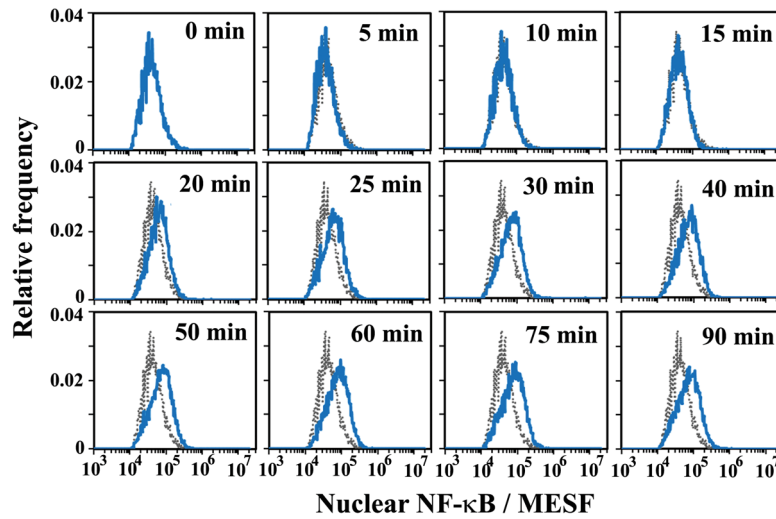 0.04
0.03
0
0 min
5 min
10 min
15 min
0.04
0.02
0
20 min
25 min
30 min
40 min
0.04
0.02
0
50 min
60 min
75 min
90 min
10³ 10⁴ 10⁵ 10⁶ 10⁷ 10³ 10⁴ 10⁵ 10⁶ 10⁷ 10³ 10⁴ 10⁵ 10⁶ 10⁷ 10³ 10⁴ 10⁵ 10⁶ 10⁷
Relative frequency
Nuclear NF-κB / MESF